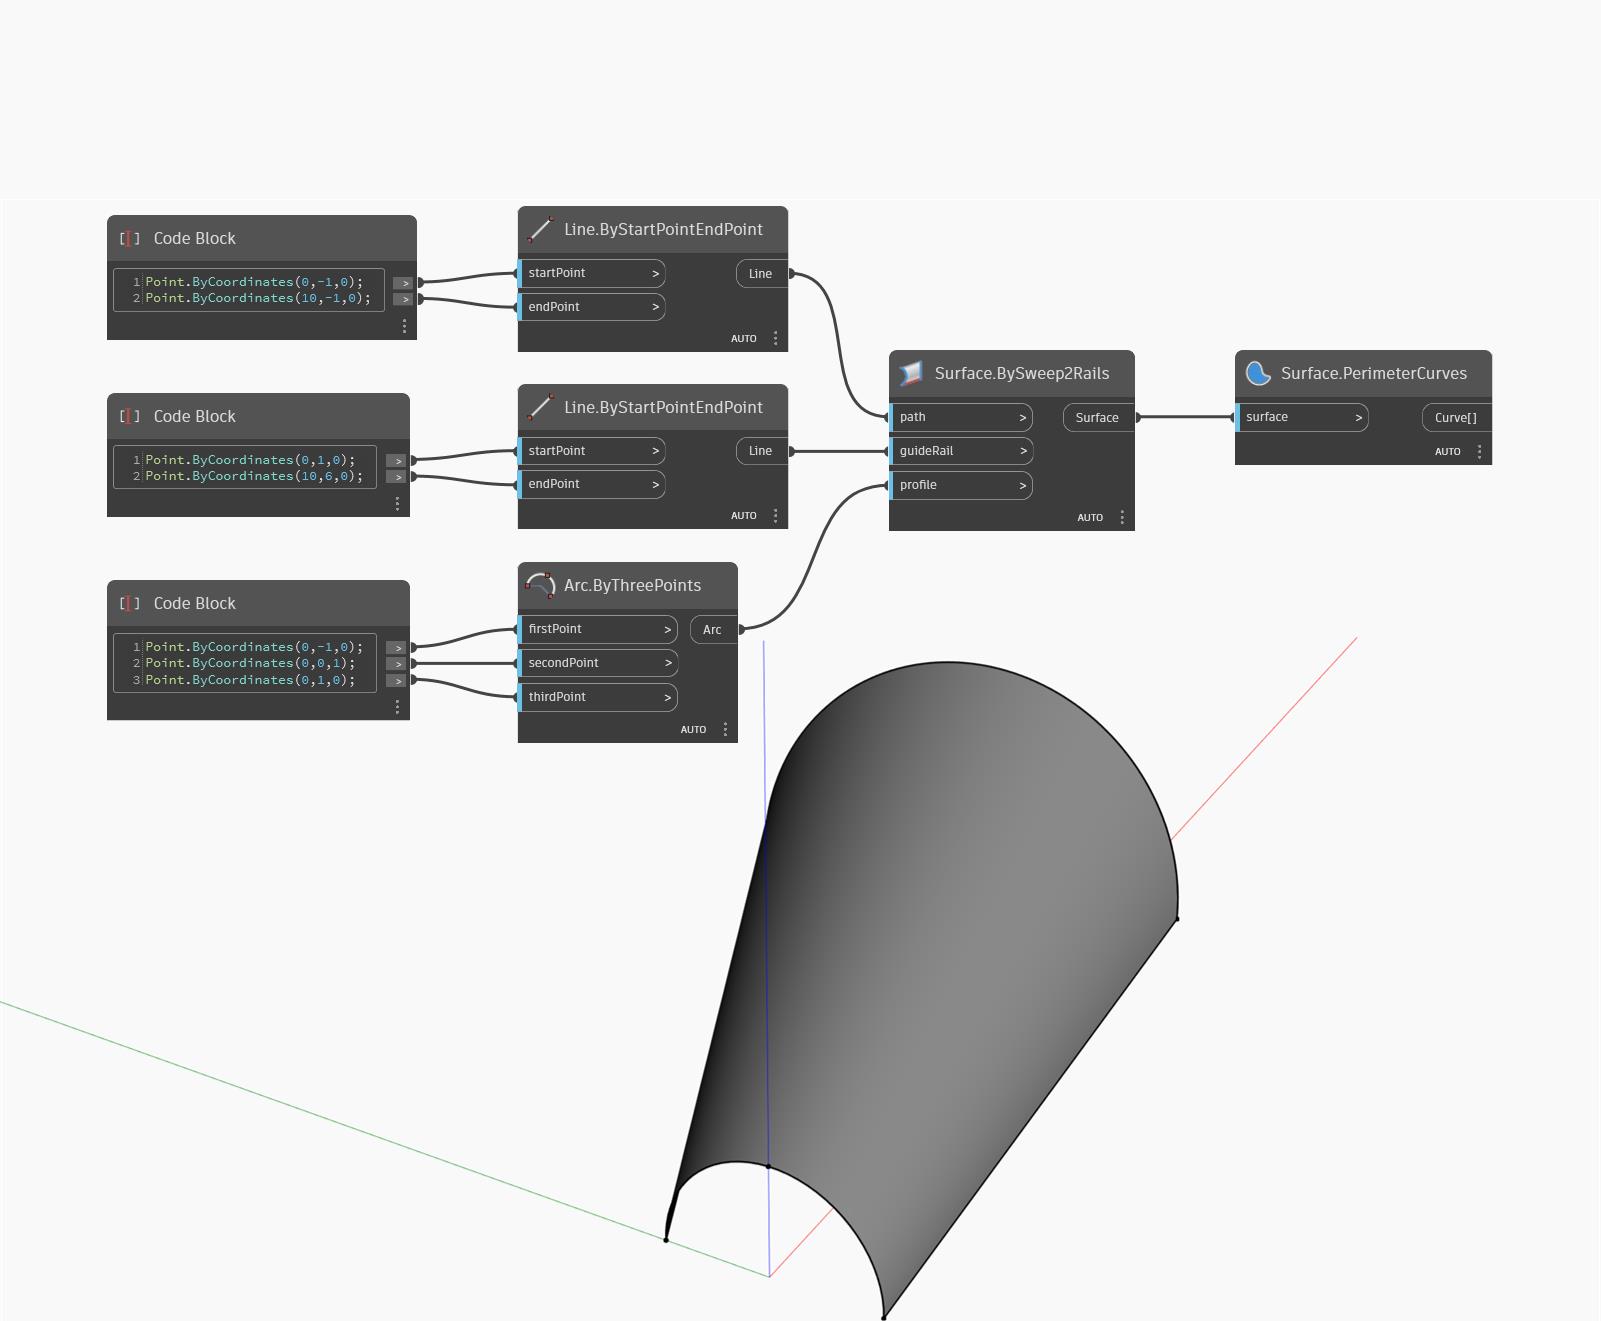 Code Block
1 Point.ByCoordinates(0,-1,0); >
2 Point.ByCoordinates(10,-1,0); >
Line.ByStartPointEndPoint
startPoint > Line
endPoint >
AUTO
Code Block
1 Point.ByCoordinates(0,1,0); >
2 Point.ByCoordinates(10,6,0); >
Line.ByStartPointEndPoint
startPoint > Line
endPoint >
AUTO
Code Block
1 Point.ByCoordinates(0,-1,0); >
2 Point.ByCoordinates(0,0,1); >
3 Point.ByCoordinates(0,1,0); >
Arc.ByThreePoints
firstPoint > Arc
secondPoint >
thirdPoint >
AUTO
Surface.BySweep2Rails
path > Surface
guideRail >
profile >
AUTO
Surface.PerimeterCurves
surface > Curve[]
AUTO